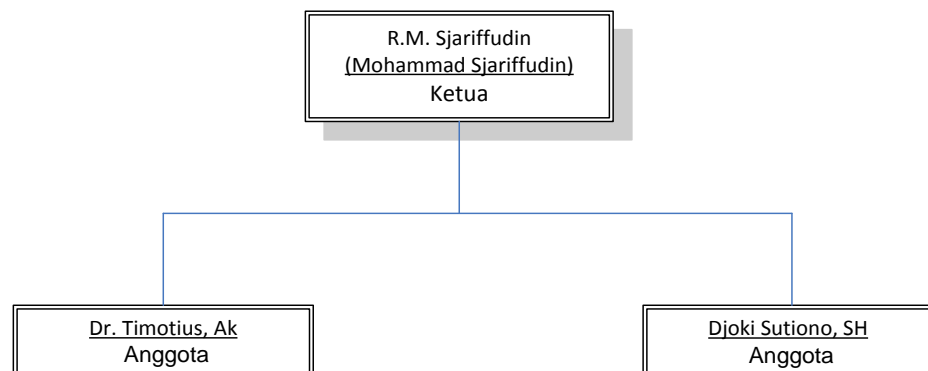 R.M. Sjariffudin
(Mohammad Sjariffudin)
Ketua
Dr. Timotius, Ak
Anggota
Djoki Sutiono, SH
Anggota